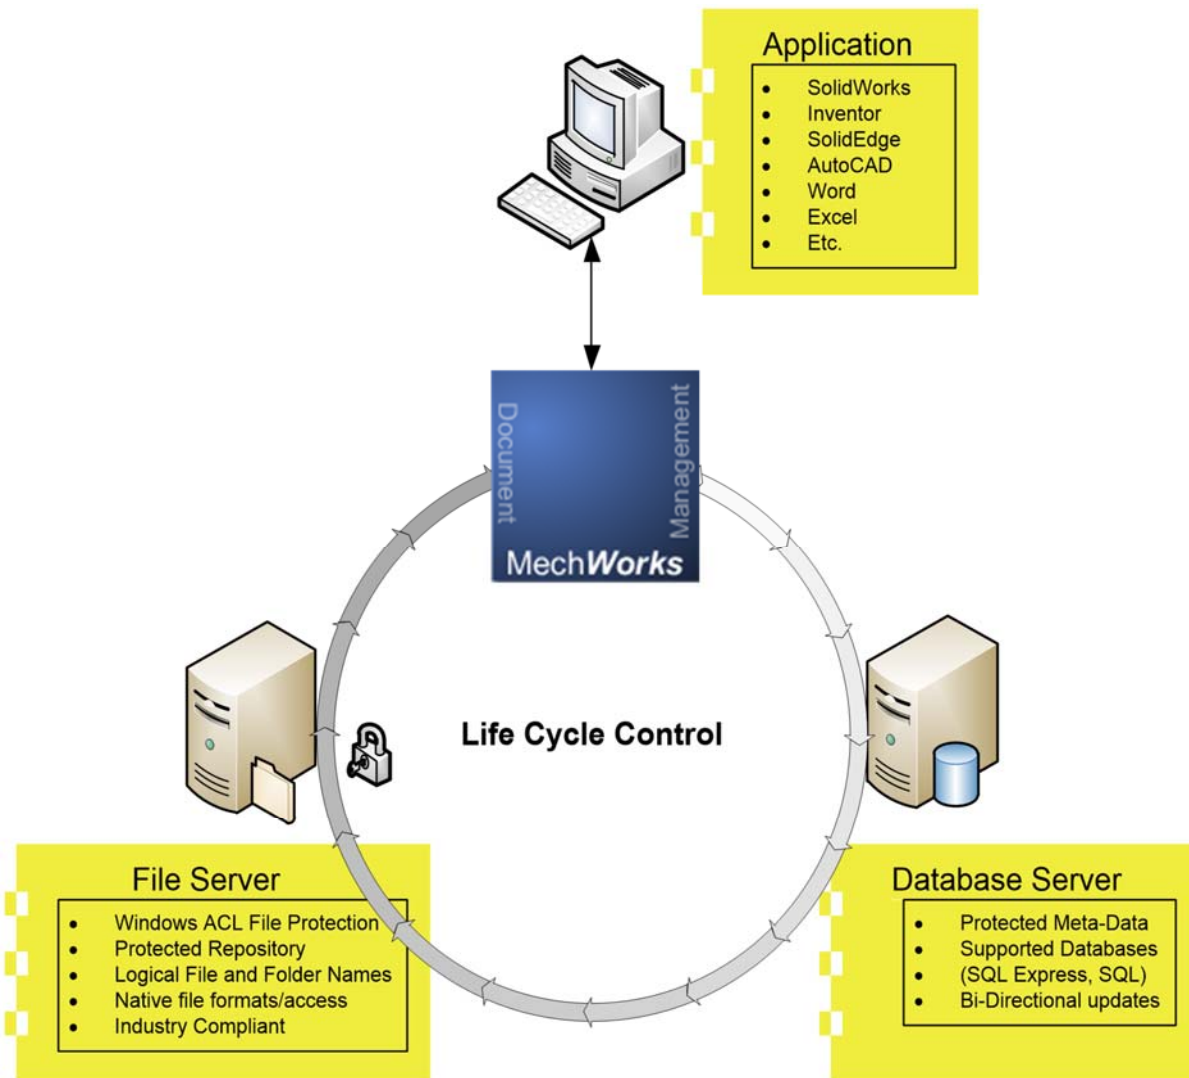 Application
• SolidWorks
• Inventor
• SolidEdge
• AutoCAD
• Word
• Excel
• Etc.
Document
Management
MechWorks
Life Cycle Control
File Server
• Windows ACL File Protection
• Protected Repository
• Logical File and Folder Names
• Native file formats/access
• Industry Compliant
Database Server
• Protected Meta-Data
• Supported Databases
• (SQL Express, SQL)
• Bi-Directional updates